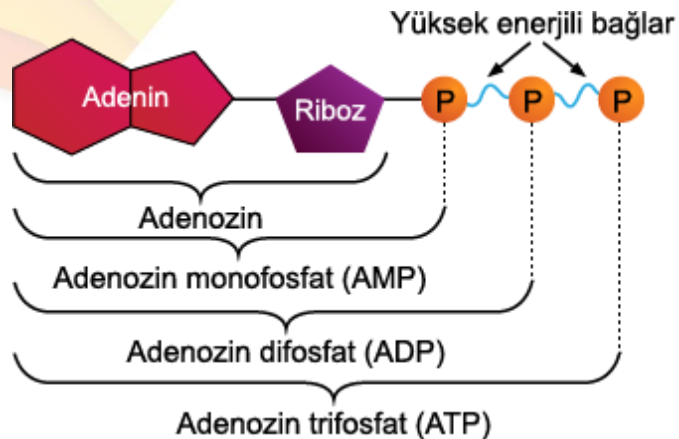 Yüksek enerjili bağlar
Adenin
Riboz
P
P
P
Adenozin
Adenozin monofosfat (AMP)
Adenozin difosfat (ADP)
Adenozin trifosfat (ATP)